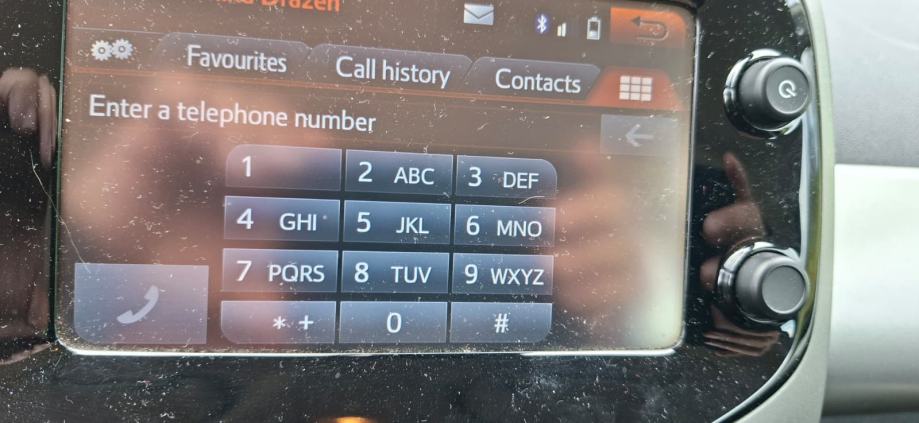 Drazen
Favourites Call history Contacts
Enter a telephone number
1 2 ABC 3 DEF
4 GHI 5 JKL 6 MNO
7 PQRS 8 TUV 9 WXYZ
* + 0 #